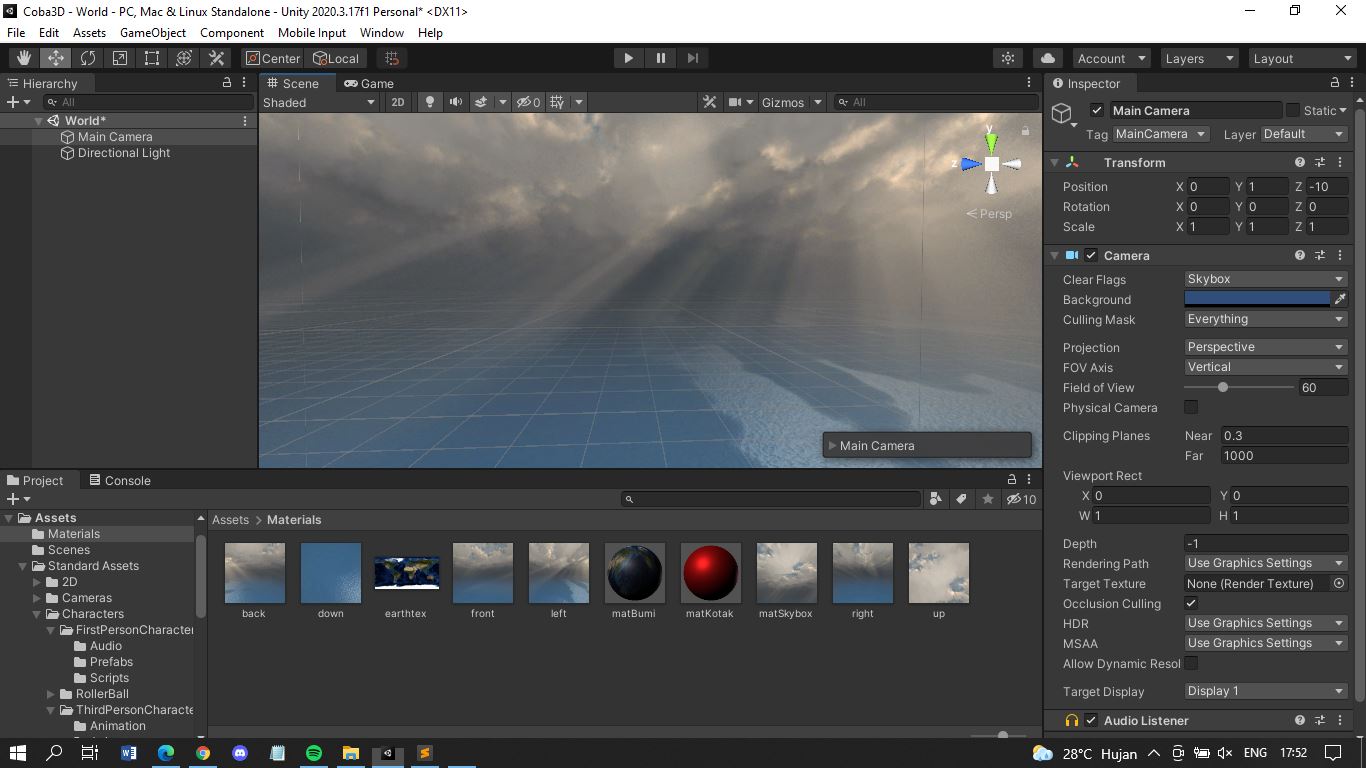 Coba3D - World - PC, Mac & Linux Standalone - Unity 2020.3.17f1 Personal* <DX11>
File Edit Assets GameObject Component Mobile Input Window Help
Center Local Account Layers Layout
Hierarchy
All
World*
Main Camera
Directional Light
Scene Game
Shaded 2D 0 Gizmos All
y
z
Persp
Main Camera
Inspector
Main Camera Static
Tag MainCamera Layer Default
Transform
Position X 0 Y 1 Z -10
Rotation X 0 Y 0 Z 0
Scale X 1 Y 1 Z 1
Camera
Clear Flags Skybox
Background
Culling Mask Everything
Projection Perspective
FOV Axis Vertical
Field of View 60
Physical Camera
Clipping Planes Near 0.3
Far 1000
Viewport Rect
X 0 Y 0
W 1 H 1
Depth -1
Rendering Path Use Graphics Settings
Target Texture None (Render Texture)
Occlusion Culling
HDR Use Graphics Settings
MSAA Use Graphics Settings
Allow Dynamic Resol
Target Display Display 1
Audio Listener
Project Console
10
Assets
Materials
Scenes
Standard Assets
2D
Cameras
Characters
FirstPersonCharacter
Audio
Prefabs
Scripts
RollerBall
ThirdPersonCharacte
Animation
Assets > Materials
back down earthtex front left matBumi matKotak matSkybox right up
28°C Hujan ENG 17:52